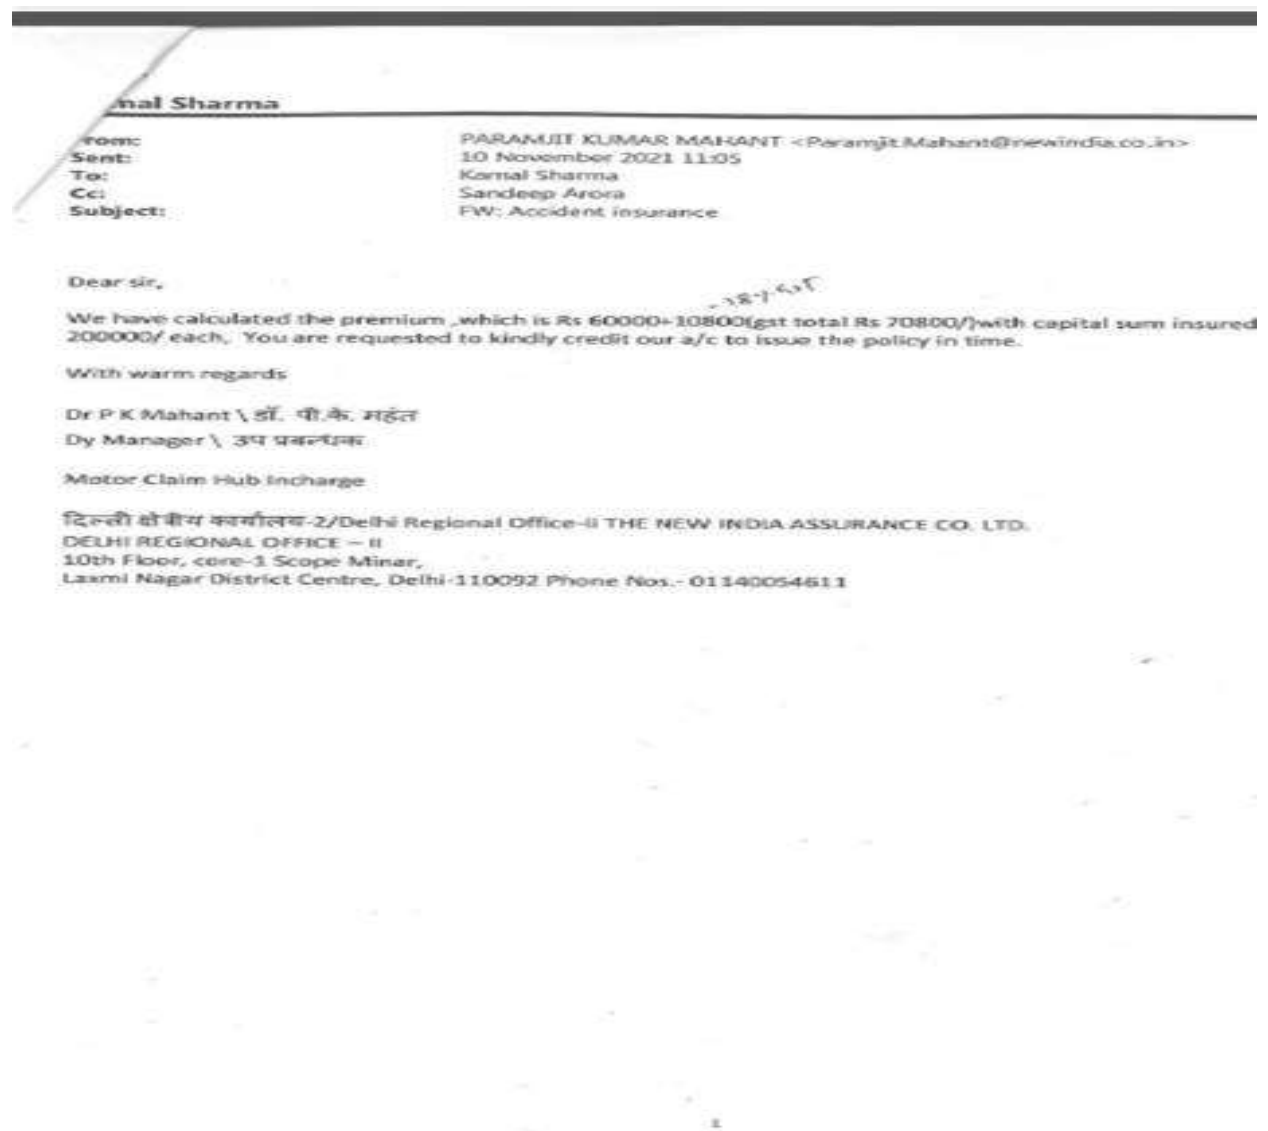 mal Sharma
rom: PARAMJIT KUMAR MAHANT <Paramjit.Mahant@newindia.co.in>
Sent: 10 November 2021 11:05
To: Kamal Sharma
Cc: Sandeep Arora
Subject: FW: Accident insurance
Dear sir,
We have calculated the premium ,which is Rs 60000+10800(gst total Rs 70800/)with capital sum insured
200000/ each, You are requested to kindly credit our a/c to issue the policy in time.
With warm regards
Dr P K Mahant \ डॉ. पी.के. महंत
Dy Manager \ उप प्रबन्धक
Motor Claim Hub Incharge
दिल्ली क्षेत्रीय कार्यालय-2/Delhi Regional Office-ii THE NEW INDIA ASSURANCE CO. LTD.
DELHI REGIONAL OFFICE – II
10th Floor, core-1 Scope Minar,
Laxmi Nagar District Centre, Delhi-110092 Phone Nos.- 01140054611
1